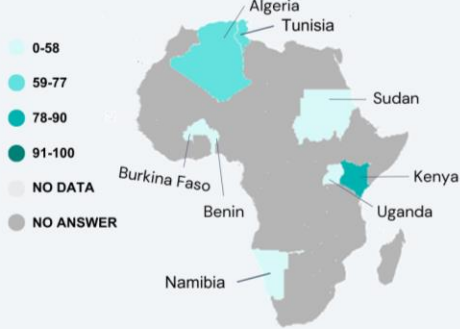 Algeria
Tunisia
0-58
59-77
78-90
91-100
NO DATA
NO ANSWER
Sudan
Burkina Faso
Benin
Kenya
Uganda
Namibia